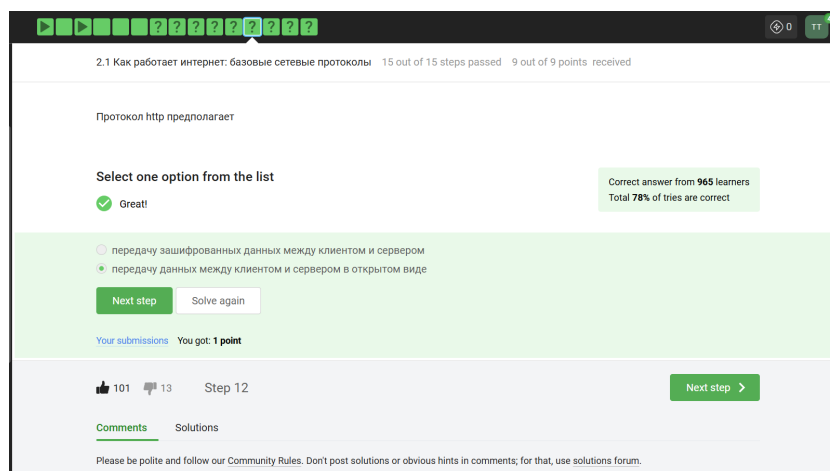 ? ? ? ? ? ? ? ? ?
0
TT
2.1 Как работает интернет: базовые сетевые протоколы 15 out of 15 steps passed 9 out of 9 points received
Протокол http предполагает
Select one option from the list
Correct answer from 965 learners
Total 78% of tries are correct
Great!
передачу зашифрованных данных между клиентом и сервером
передачу данных между клиентом и сервером в открытом виде
Next step Solve again
Your submissions You got: 1 point
101 13 Step 12 Next step
Comments Solutions
Please be polite and follow our Community Rules. Don't post solutions or obvious hints in comments; for that, use solutions forum.